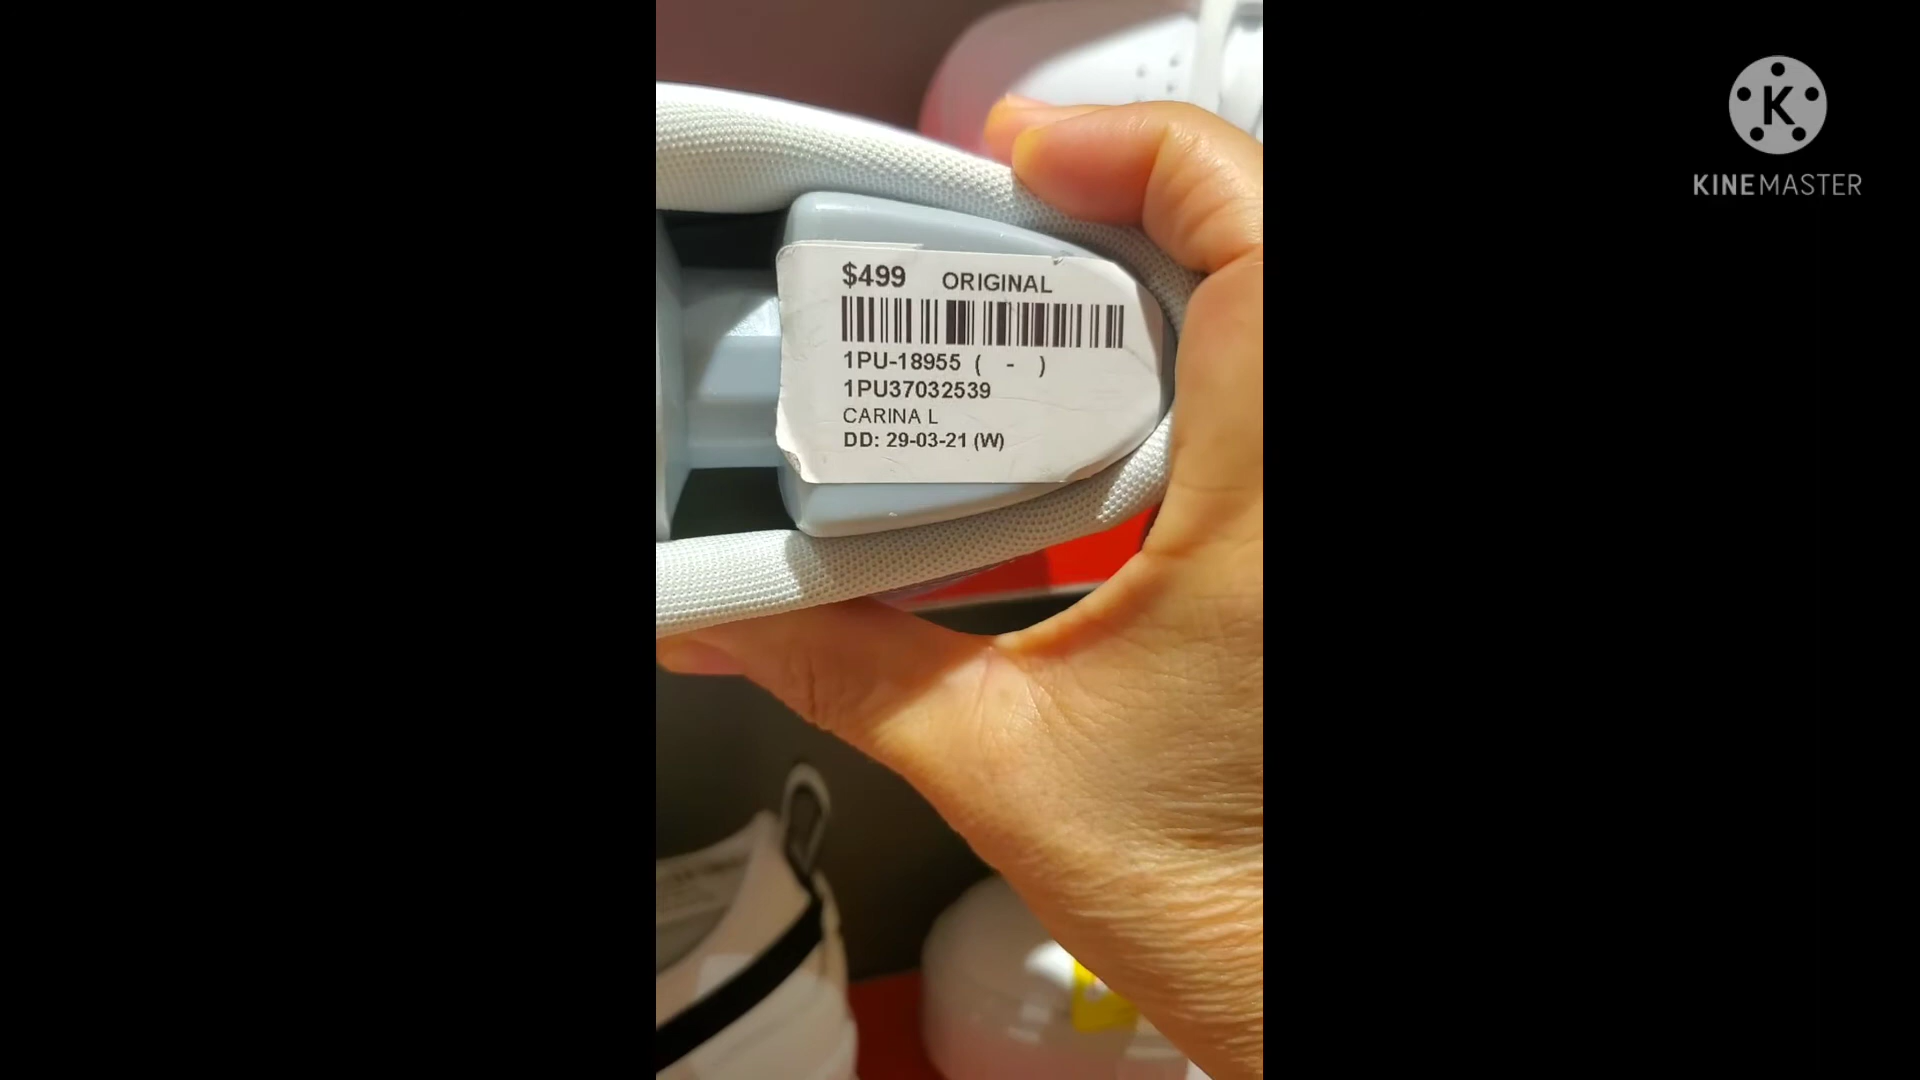 $499 ORIGINAL
1PU-18955 ( - )
1PU37032539
CARINA L
DD: 29-03-21 (W)
K
KINEMASTER